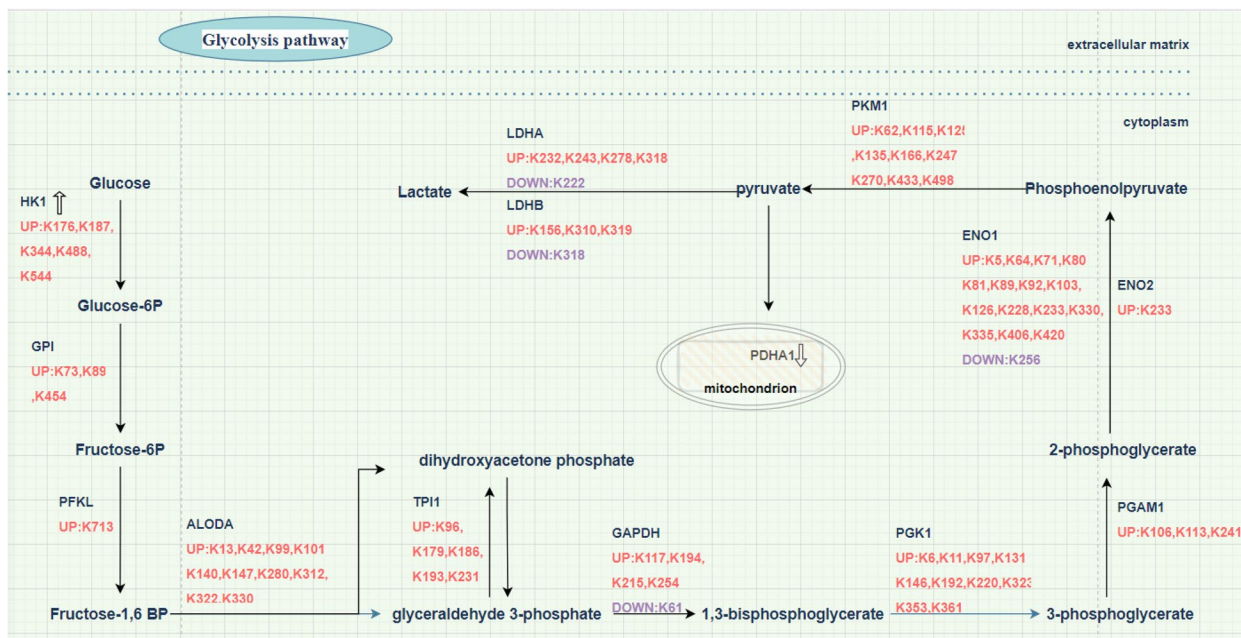 Glycolysis pathway
extracellular matrix
cytoplasm
PKM1
UP:K62,K115,K125
,K135,K166,K247
K270,K433,K498
LDHA
UP:K232,K243,K278,K318
DOWN:K222
Lactate
pyruvate
Phosphoenolpyruvate
LDHB
UP:K156,K310,K319
DOWN:K318
Glucose
HK1
UP:K176,K187,
K344,K488,
K544
Glucose-6P
GPI
UP:K73,K89
,K454
Fructose-6P
PFKL
UP:K713
ENO1
UP:K5,K64,K71,K80
K81,K89,K92,K103,
K126,K228,K233,K330,
K335,K406,K420
DOWN:K256
ENO2
UP:K233
PDHA1
mitochondrion
2-phosphoglycerate
dihydroxyacetone phosphate
ALODA
UP:K13,K42,K99,K101
K140,K147,K280,K312,
K322.K330
TPI1
UP:K96,
K179,K186,
K193,K231
GAPDH
UP:K117,K194,
K215,K254
DOWN:K61
PGK1
UP:K6,K11,K97,K131
K146,K192,K220,K323
K353,K361
PGAM1
UP:K106,K113,K241
Fructose-1,6 BP
glyceraldehyde 3-phosphate
1,3-bisphosphoglycerate
3-phosphoglycerate